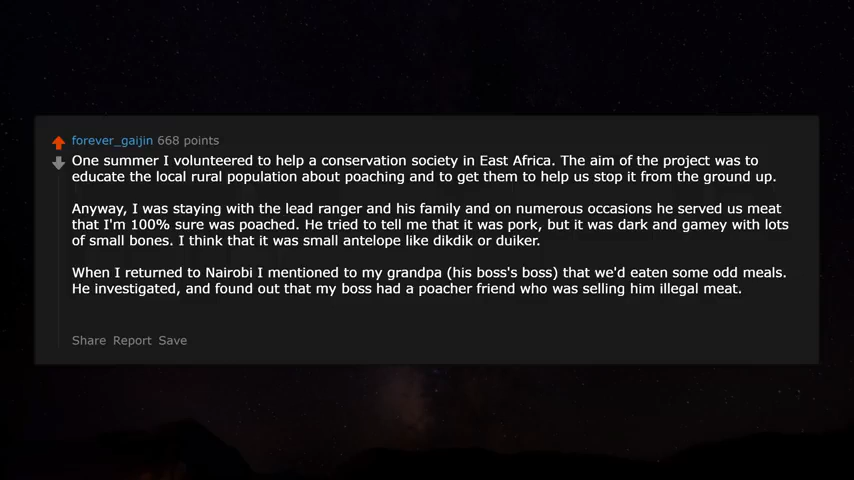 forever_gaijin 668 points
One summer I volunteered to help a conservation society in East Africa. The aim of the project was to
educate the local rural population about poaching and to get them to help us stop it from the ground up.
Anyway, I was staying with the lead ranger and his family and on numerous occasions he served us meat
that I'm 100% sure was poached. He tried to tell me that it was pork, but it was dark and gamey with lots
of small bones. I think that it was small antelope like dikdik or duiker.
When I returned to Nairobi I mentioned to my grandpa (his boss's boss) that we'd eaten some odd meals.
He investigated, and found out that my boss had a poacher friend who was selling him illegal meat.
Share Report Save